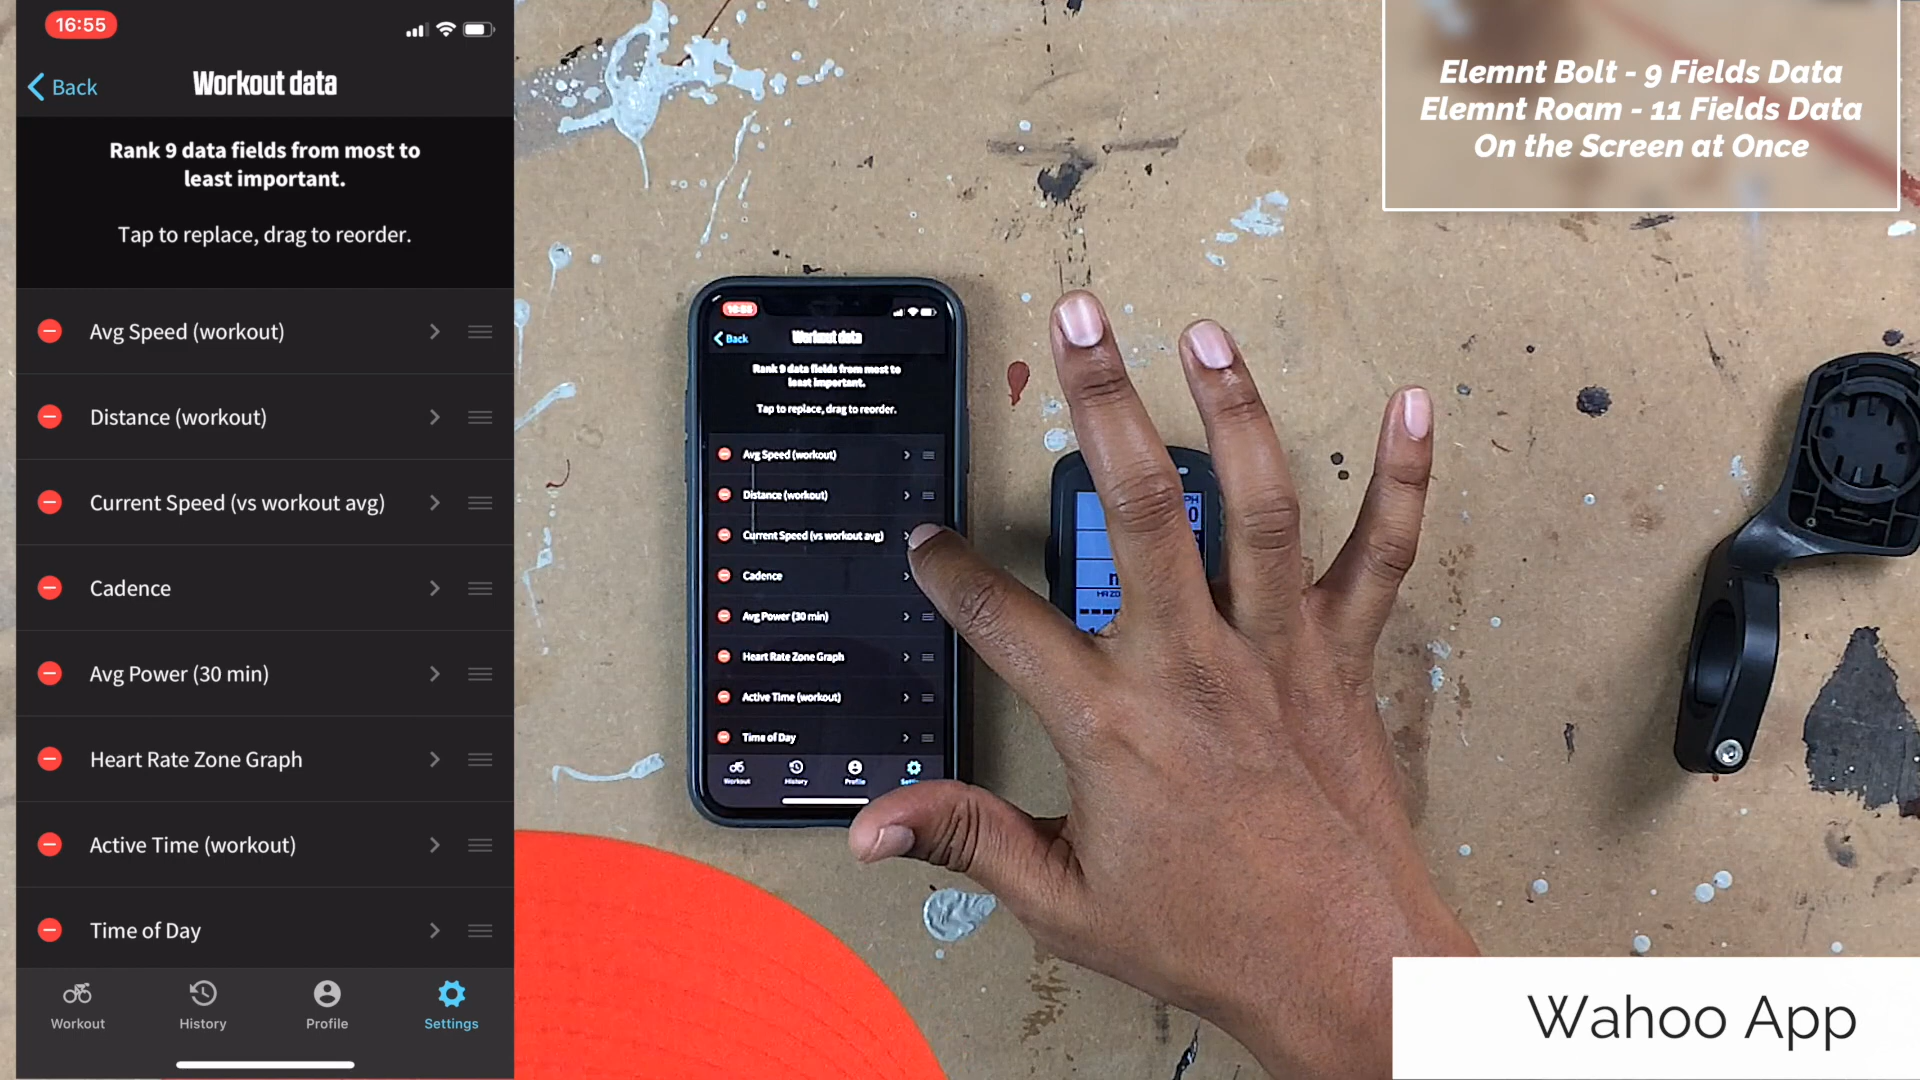 16:55
Back
Workout data
Rank 9 data fields from most to
least important.
Tap to replace, drag to reorder.
Avg Speed (workout)
Distance (workout)
Current Speed (vs workout avg)
Cadence
Avg Power (30 min)
Heart Rate Zone Graph
Active Time (workout)
Time of Day
Workout
History
Profile
Settings
Back
Workout data
Rank 9 data fields from most to
least important.
Tap to replace, drag to reorder.
Avg Speed (workout)
Distance (workout)
Current Speed (vs workout avg)
Cadence
Avg Power (30 min)
Heart Rate Zone Graph
Active Time (workout)
Time of Day
Workout
History
Profile
Elemnt Bolt - 9 Fields Data
Elemnt Roam - 11 Fields Data
On the Screen at Once
Wahoo App